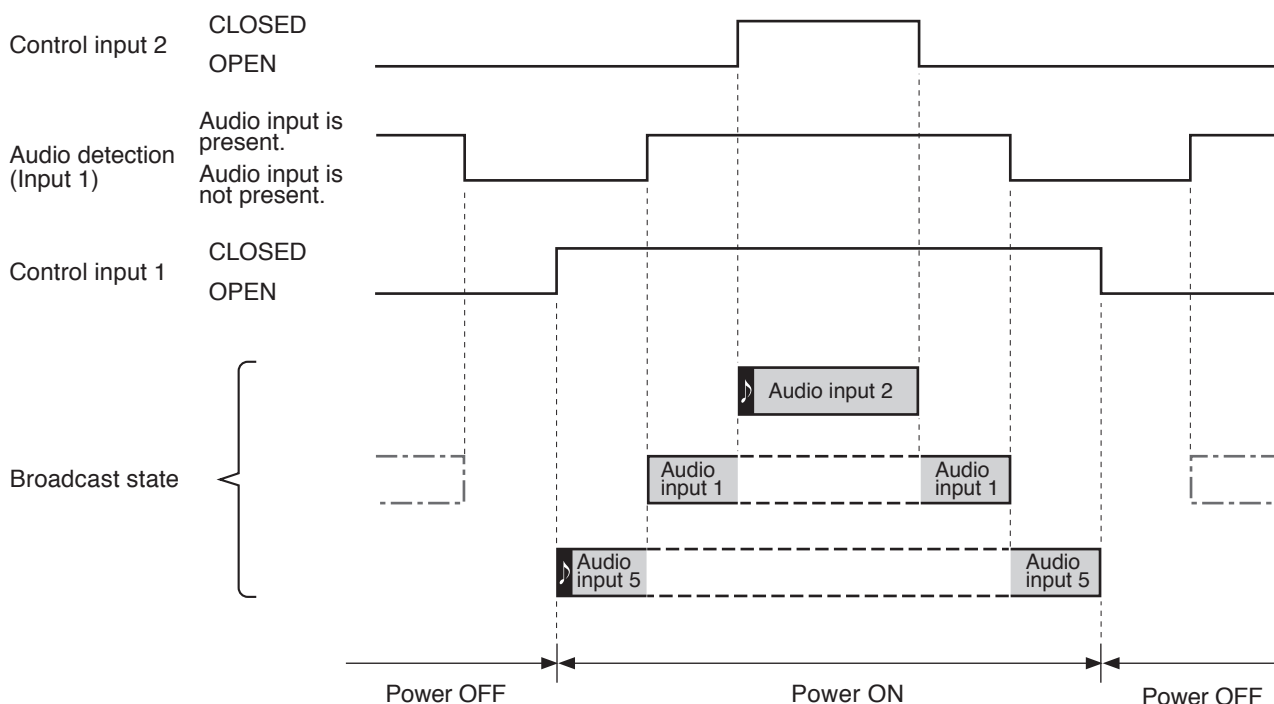 Control input 2
CLOSED
OPEN
Audio detection
(Input 1)
Audio input is
present.
Audio input is
not present.
Control input 1
CLOSED
OPEN
Broadcast state
Audio input 2
Audio
input 1
Audio
input 1
Audio
input 5
Audio
input 5
Power OFF
Power ON
Power OFF